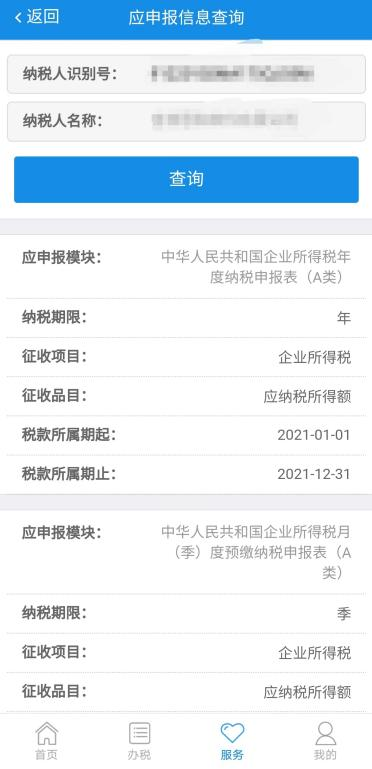 返回
应申报信息查询
纳税人识别号:
纳税人名称:
查询
应申报模块:
中华人民共和国企业所得税年
度纳税申报表（A类）
纳税期限:
年
征收项目:
企业所得税
征收品目:
应纳税所得额
税款所属期起:
2021-01-01
税款所属期止:
2021-12-31
应申报模块:
中华人民共和国企业所得税月
（季）度预缴纳税申报表（A
类）
纳税期限:
季
征收项目:
企业所得税
征收品目:
应纳税所得额
首页
办税
服务
我的